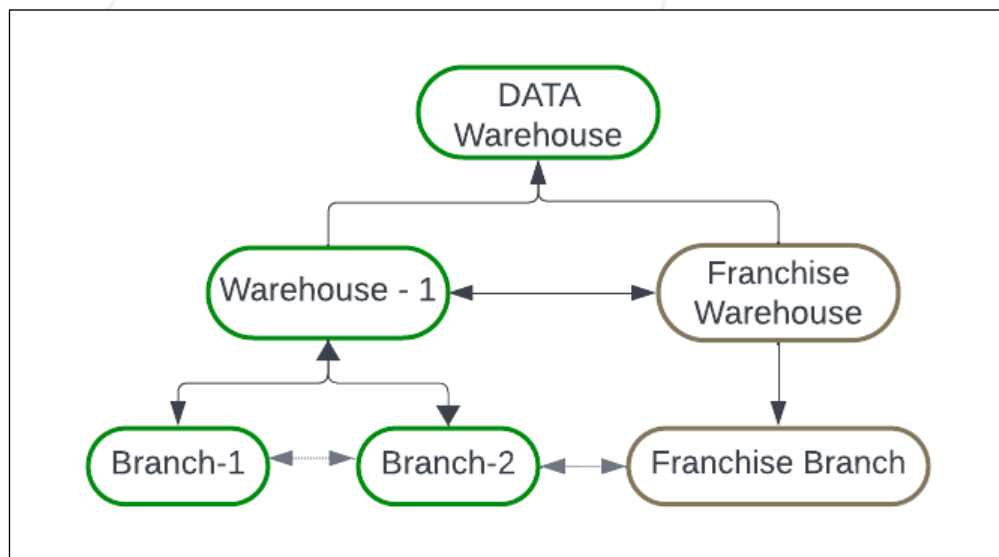 DATA
Warehouse
Warehouse - 1
Franchise
Warehouse
Branch-1
Branch-2
Franchise Branch